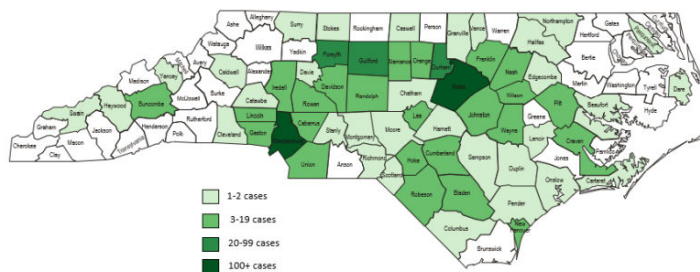 Ashe
Alleghany
Surry
Stokes
Rockingham
Caswell
Person
Granville
Vance
Warren
Northampton
Gates
Hertford
Halifax
Bertie
Watauga
Wilkes
Yadkin
Forsyth
Guilford
Alamance
Orange
Durham
Franklin
Nash
Edgecombe
Martin
Washington
Tyrell
Dare
Hyde
Mitchell
Avery
Caldwell
Alexander
Davie
Iredell
Davidson
Randolph
Chatham
Wake
Wilson
Pitt
Beaufort
Madison
Yancey
Burke
Catawba
Rowan
Johnston
Greene
Wayne
Lenoir
Craven
Pamlico
Haywood
Buncombe
McDowell
Rutherford
Lincoln
Cabarrus
Stanly
Montgomery
Moore
Lee
Harnett
Swain
Graham
Cherokee
Clay
Macon
Jackson
Transylvania
Henderson
Polk
Cleveland
Gaston
Mecklenburg
Union
Anson
Richmond
Scotland
Hoke
Cumberland
Sampson
Duplin
Jones
Carteret
Onslow
Robeson
Bladen
Pender
Columbus
New
Hanover
Brunswick
1-2 cases
3-19 cases
20-99 cases
100+ cases